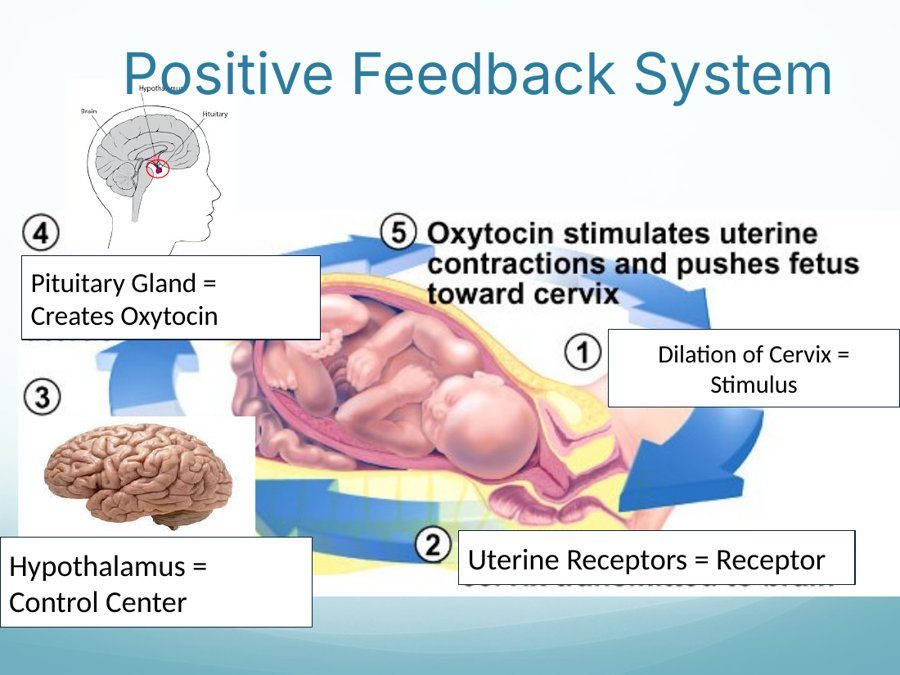 Positive Feedback System
Hypothalamus
Brain
Pituitary
4
5
Oxytocin stimulates uterine
contractions and pushes fetus
toward cervix
Pituitary Gland =
Creates Oxytocin
1
Dilation of Cervix =
Stimulus
3
2
Uterine Receptors = Receptor
Hypothalamus =
Control Center